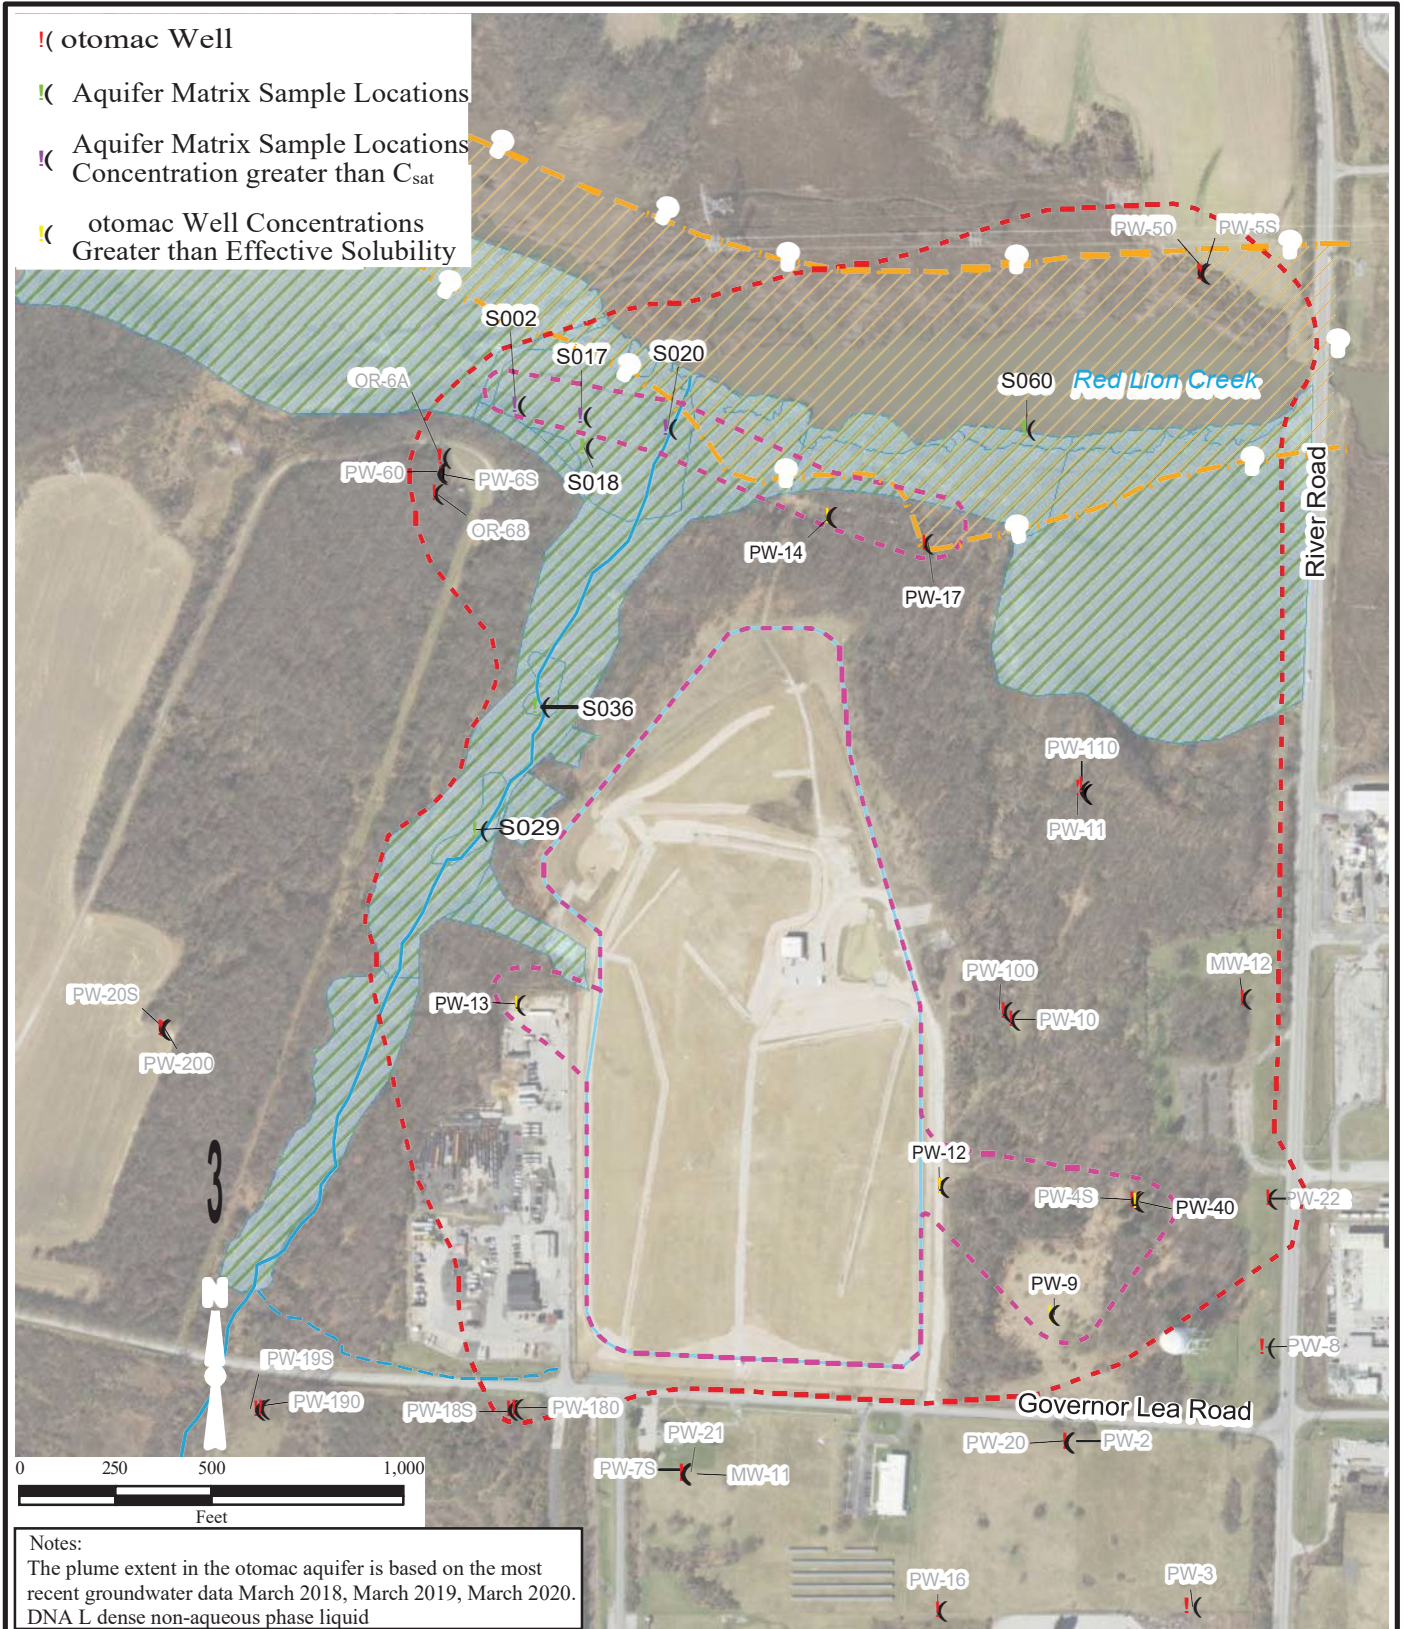 !( otomac Well
!( Aquifer Matrix Sample Locations
!( Aquifer Matrix Sample Locations
Concentration greater than Csat
!( otomac Well Concentrations
Greater than Effective Solubility
PW-50
PW-5S
S002
S017
S020
OR-6A
S060
Red Lion Creek
PW-60
PW-6S
S018
OR-68
PW-14
PW-17
River Road
S036
PW-110
PW-11
S029
PW-13
PW-100
PW-10
MW-12
PW-20S
PW-200
PW-12
PW-4S
PW-40
PW-22
PW-9
3
N
PW-8
PW-19S
PW-190
PW-18S
PW-180
Governor Lea Road
PW-21
PW-7S
MW-11
PW-20
PW-2
0 250 500 1,000
Feet
PW-16
PW-3
Notes:
The plume extent in the otomac aquifer is based on the most
recent groundwater data March 2018, March 2019, March 2020.
DNA L dense non-aqueous phase liquid